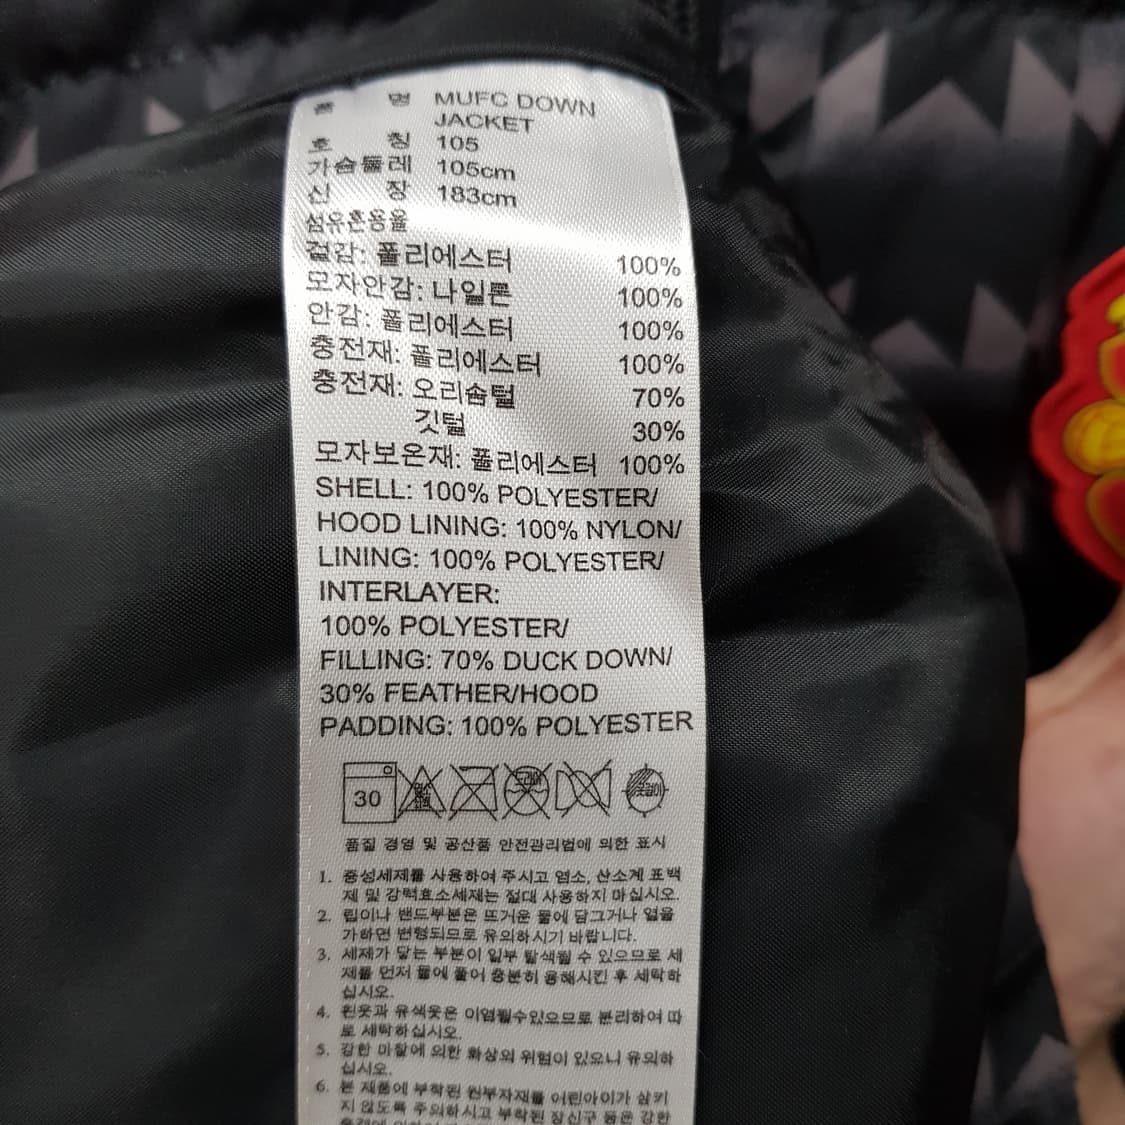 품 명 MUFC DOWN
JACKET
호 칭 105
가슴둘레 105cm
신 장 183cm
섬유혼용율
겉감: 폴리에스터 100%
모자안감: 나일론 100%
안감: 폴리에스터 100%
충전재: 폴리에스터 100%
충전재: 오리솜털 70%
깃털 30%
모자보온재: 폴리에스터 100%
SHELL: 100% POLYESTER/
HOOD LINING: 100% NYLON/
LINING: 100% POLYESTER/
INTERLAYER:
100% POLYESTER/
FILLING: 70% DUCK DOWN/
30% FEATHER/HOOD
PADDING: 100% POLYESTER
30 드라이 옷걸이
품질 경영 및 공산품 안전관리법에 의한 표시
1. 중성세제를 사용하여 주시고 염소, 산소계 표백
제 및 강력효소세제는 절대 사용하지 마십시오.
2. 립이나 밴드부분은 뜨거운 물에 담그거나 열을
가하면 변형되므로 유의하시기 바랍니다.
3. 세제가 닿는 부분이 일부 탈색될 수 있으므로 세
제를 먼저 물에 풀어 충분히 용해시킨 후 세탁하
십시오.
4. 흰옷과 유색옷은 이염될수있으므로 분리하여 따
로 세탁하십시오.
5. 강한 마찰에 의한 화상의 위험이 있으니 유의하
십시오.
6. 본 제품에 부착된 원부자재를 어린아이가 삼키
지 않도록 주의하시고 부착된 장신구 등은 강한